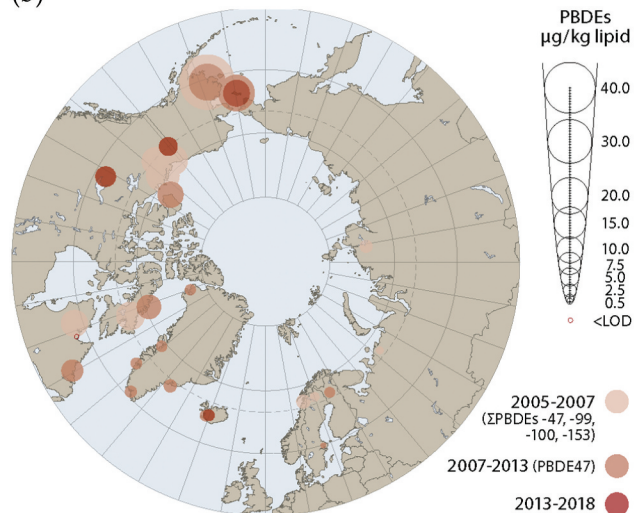 (b)
PBDEs
µg/kg lipid
40.0
30.0
20.0
15.0
10.0
7.5
5.0
2.5
0.5
<LOD
2005-2007
(ΣPBDEs -47, -99,
-100, -153)
2007-2013 (PBDE47)
2013-2018